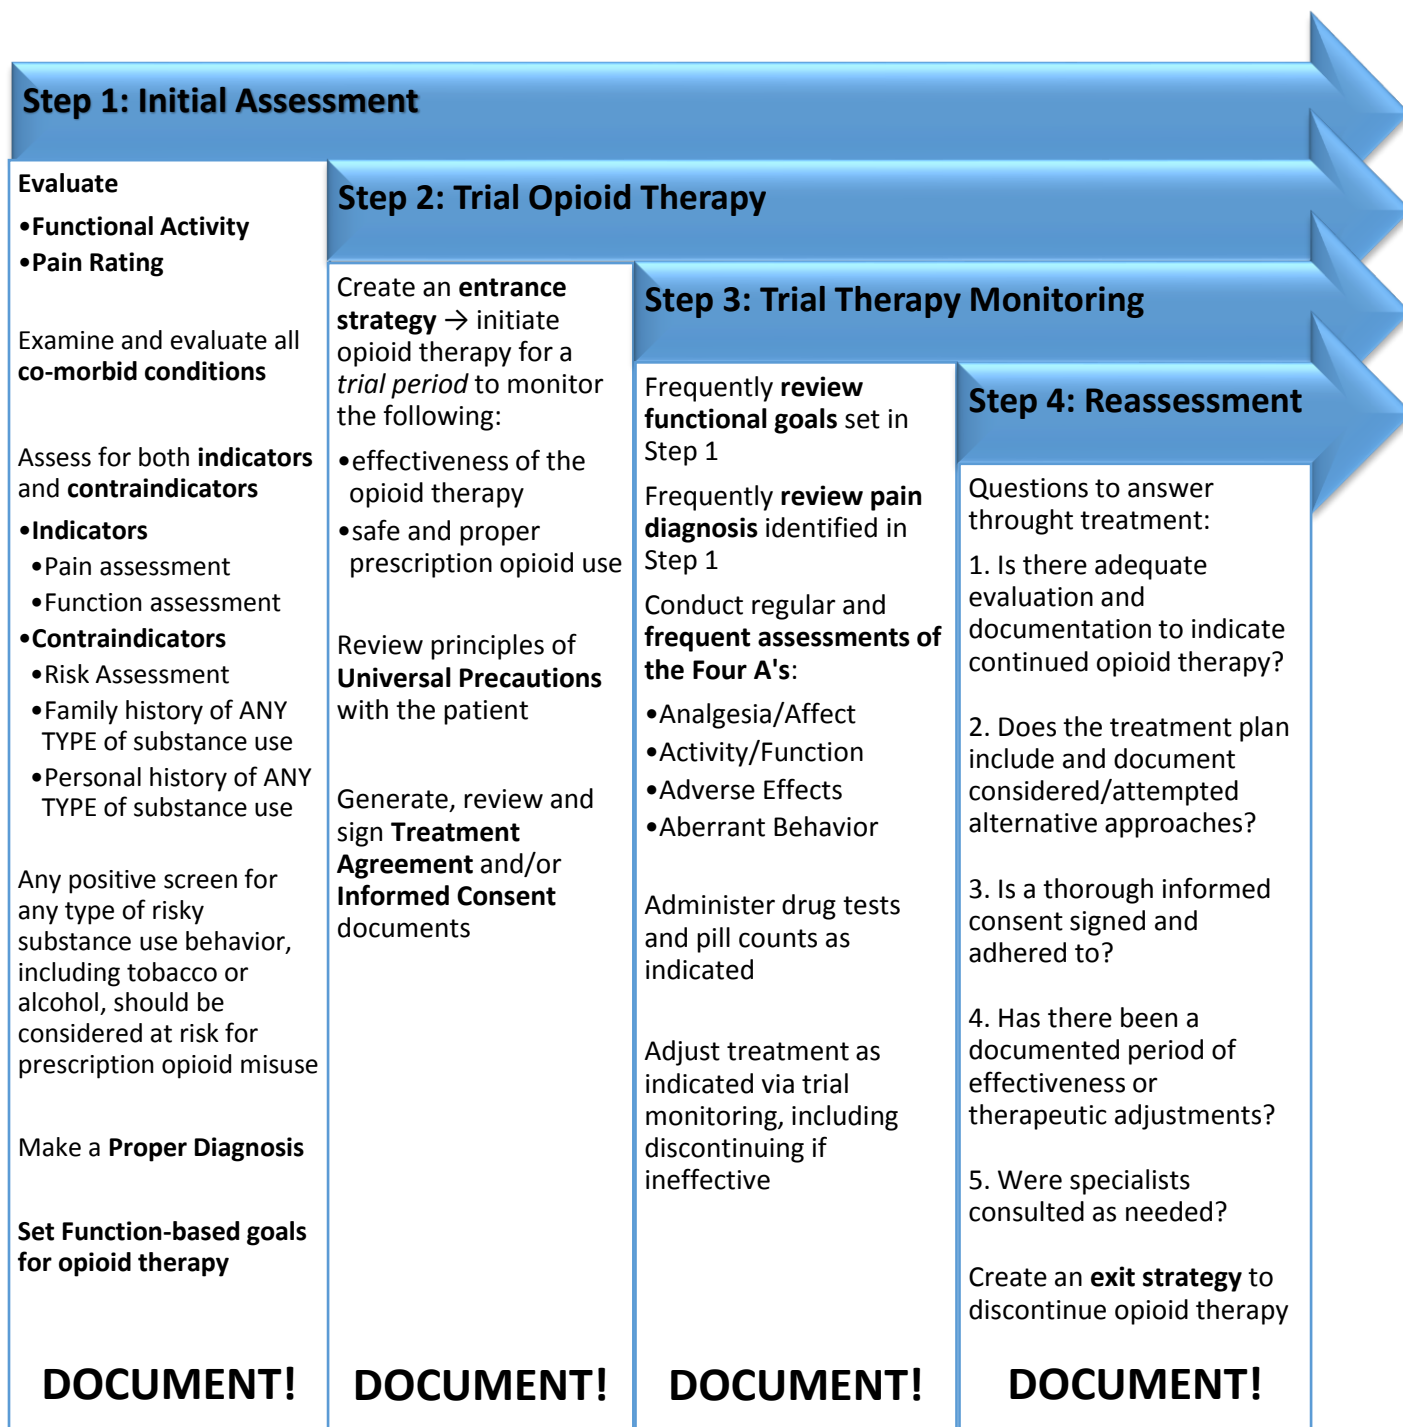 Step 1: Initial Assessment
Evaluate
•Functional Activity
•Pain Rating
Examine and evaluate all
co-morbid conditions
Assess for both indicators
and contraindicators
•Indicators
•Pain assessment
•Function assessment
•Contraindicators
•Risk Assessment
•Family history of ANY
TYPE of substance use
•Personal history of ANY
TYPE of substance use
Any positive screen for
any type of risky
substance use behavior,
including tobacco or
alcohol, should be
considered at risk for
prescription opioid misuse
Make a Proper Diagnosis
Set Function-based goals
for opioid therapy
DOCUMENT!
Step 2: Trial Opioid Therapy
Create an entrance
strategy → initiate
opioid therapy for a
trial period to monitor
the following:
•effectiveness of the
opioid therapy
•safe and proper
prescription opioid use
Review principles of
Universal Precautions
with the patient
Generate, review and
sign Treatment
Agreement and/or
Informed Consent
documents
DOCUMENT!
Step 3: Trial Therapy Monitoring
Frequently review
functional goals set in
Step 1
Frequently review pain
diagnosis identified in
Step 1
Conduct regular and
frequent assessments of
the Four A's:
•Analgesia/Affect
•Activity/Function
•Adverse Effects
•Aberrant Behavior
Administer drug tests
and pill counts as
indicated
Adjust treatment as
indicated via trial
monitoring, including
discontinuing if
ineffective
DOCUMENT!
Step 4: Reassessment
Questions to answer
throught treatment:
1. Is there adequate
evaluation and
documentation to indicate
continued opioid therapy?
2. Does the treatment plan
include and document
considered/attempted
alternative approaches?
3. Is a thorough informed
consent signed and
adhered to?
4. Has there been a
documented period of
effectiveness or
therapeutic adjustments?
5. Were specialists
consulted as needed?
Create an exit strategy to
discontinue opioid therapy
DOCUMENT!